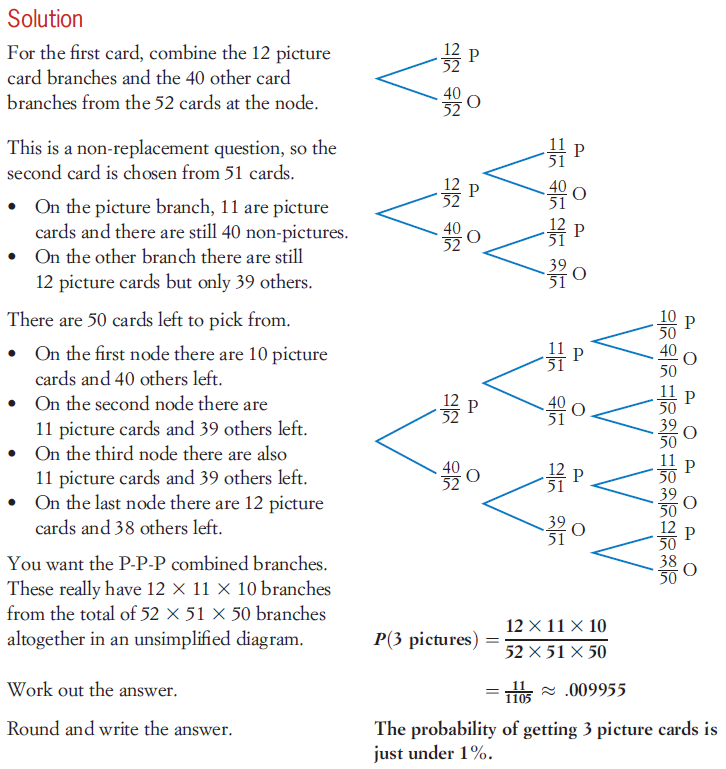 Solution
For the first card, combine the 12 picture
card branches and the 40 other card
branches from the 52 cards at the node.
12/52 P
40/52 O
This is a non-replacement question, so the
second card is chosen from 51 cards.
• On the picture branch, 11 are picture
cards and there are still 40 non-pictures.
• On the other branch there are still
12 picture cards but only 39 others.
12/52 P
40/52 O
11/51 P
40/51 O
12/51 P
39/51 O
There are 50 cards left to pick from.
• On the first node there are 10 picture
cards and 40 others left.
• On the second node there are
11 picture cards and 39 others left.
• On the third node there are also
11 picture cards and 39 others left.
• On the last node there are 12 picture
cards and 38 others left.
12/52 P
40/52 O
11/51 P
40/51 O
12/51 P
39/51 O
10/50 P
40/50 O
11/50 P
39/50 O
11/50 P
39/50 O
12/50 P
38/50 O
You want the P-P-P combined branches.
These really have 12 × 11 × 10 branches
from the total of 52 × 51 × 50 branches
altogether in an unsimplified diagram.
P(3 pictures) = 12 × 11 × 10 / 52 × 51 × 50
Work out the answer.
= 11/1105 ≈ .009955
Round and write the answer.
The probability of getting 3 picture cards is
just under 1%.